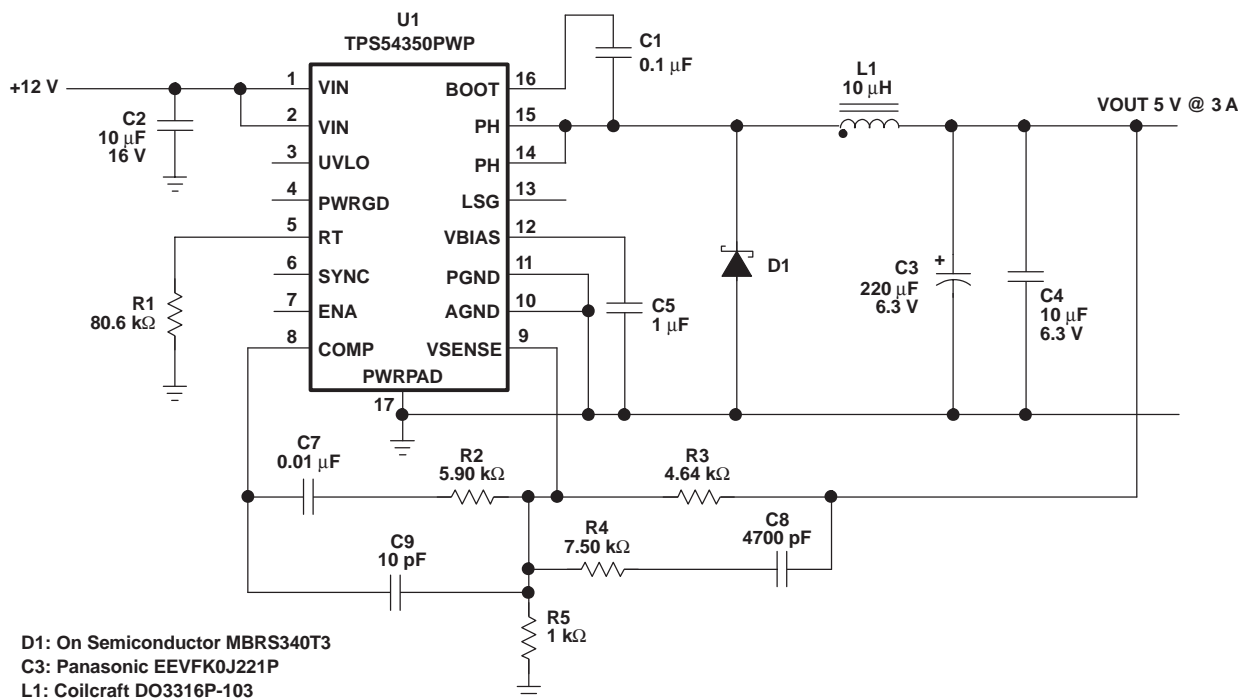 U1
TPS54350PWP
+12 V
C2
10 μF
16 V
1 VIN
2 VIN
3 UVLO
4 PWRGD
5 RT
6 SYNC
7 ENA
8 COMP
16 BOOT
15 PH
14 PH
13 LSG
12 VBIAS
11 PGND
10 AGND
9 VSENSE
PWRPAD
17
C1
0.1 μF
L1
10 μH
VOUT 5 V @ 3 A
R1
80.6 kΩ
C5
1 μF
D1
C3
220 μF
6.3 V
+
C4
10 μF
6.3 V
C7
0.01 μF
R2
5.90 kΩ
R3
4.64 kΩ
C9
10 pF
R4
7.50 kΩ
C8
4700 pF
R5
1 kΩ
D1: On Semiconductor MBRS340T3
C3: Panasonic EEVFK0J221P
L1: Coilcraft DO3316P-103